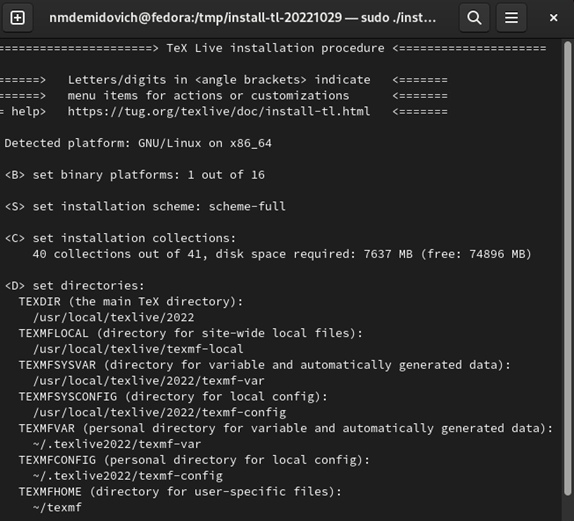 nmdemidovich@fedora:/tmp/install-tl-20221029 — sudo ./inst...
=====================> TeX Live installation procedure <=====================
======>   Letters/digits in <angle brackets> indicate   <=======
======>   menu items for actions or customizations      <=======
= help>   https://tug.org/texlive/doc/install-tl.html   <=======
Detected platform: GNU/Linux on x86_64
<B> set binary platforms: 1 out of 16
<S> set installation scheme: scheme-full
<C> set installation collections:
40 collections out of 41, disk space required: 7637 MB (free: 74896 MB)
<D> set directories:
TEXDIR (the main TeX directory):
/usr/local/texlive/2022
TEXMFLOCAL (directory for site-wide local files):
/usr/local/texlive/texmf-local
TEXMFSYSVAR (directory for variable and automatically generated data):
/usr/local/texlive/2022/texmf-var
TEXMFSYSCONFIG (directory for local config):
/usr/local/texlive/2022/texmf-config
TEXMFVAR (personal directory for variable and automatically generated data):
~/.texlive2022/texmf-var
TEXMFCONFIG (personal directory for local config):
~/.texlive2022/texmf-config
TEXMFHOME (directory for user-specific files):
~/texmf